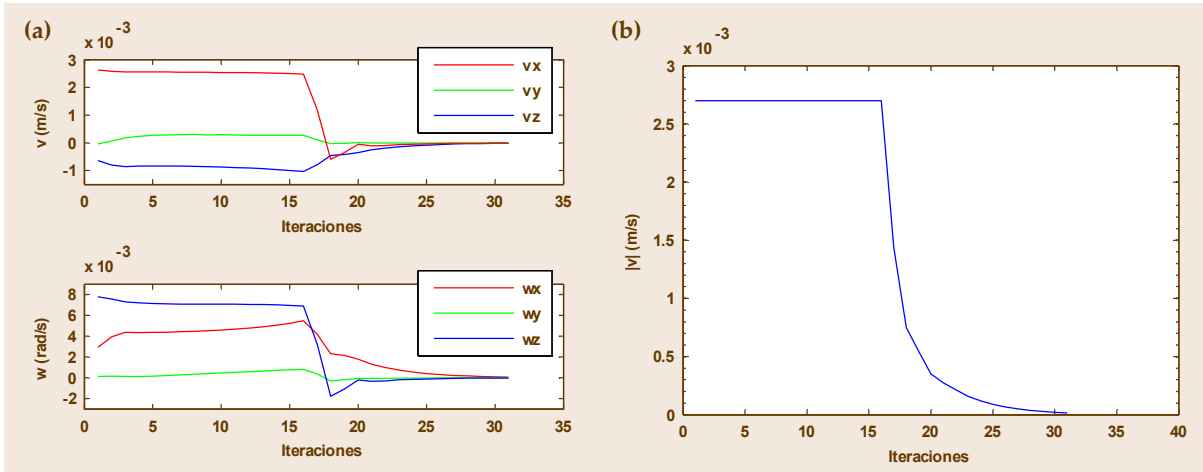 (a)
x 10 -3
3
2
1
0
-1
v (m/s)
vx
vy
vz
0 5 10 15 20 25 30 35
Iteraciones
x 10 -3
8
6
4
2
0
-2
w (rad/s)
wx
wy
wz
0 5 10 15 20 25 30 35
Iteraciones
(b)
x 10 -3
3
2.5
2
1.5
1
0.5
0
|v| (m/s)
0 5 10 15 20 25 30 35 40
Iteraciones